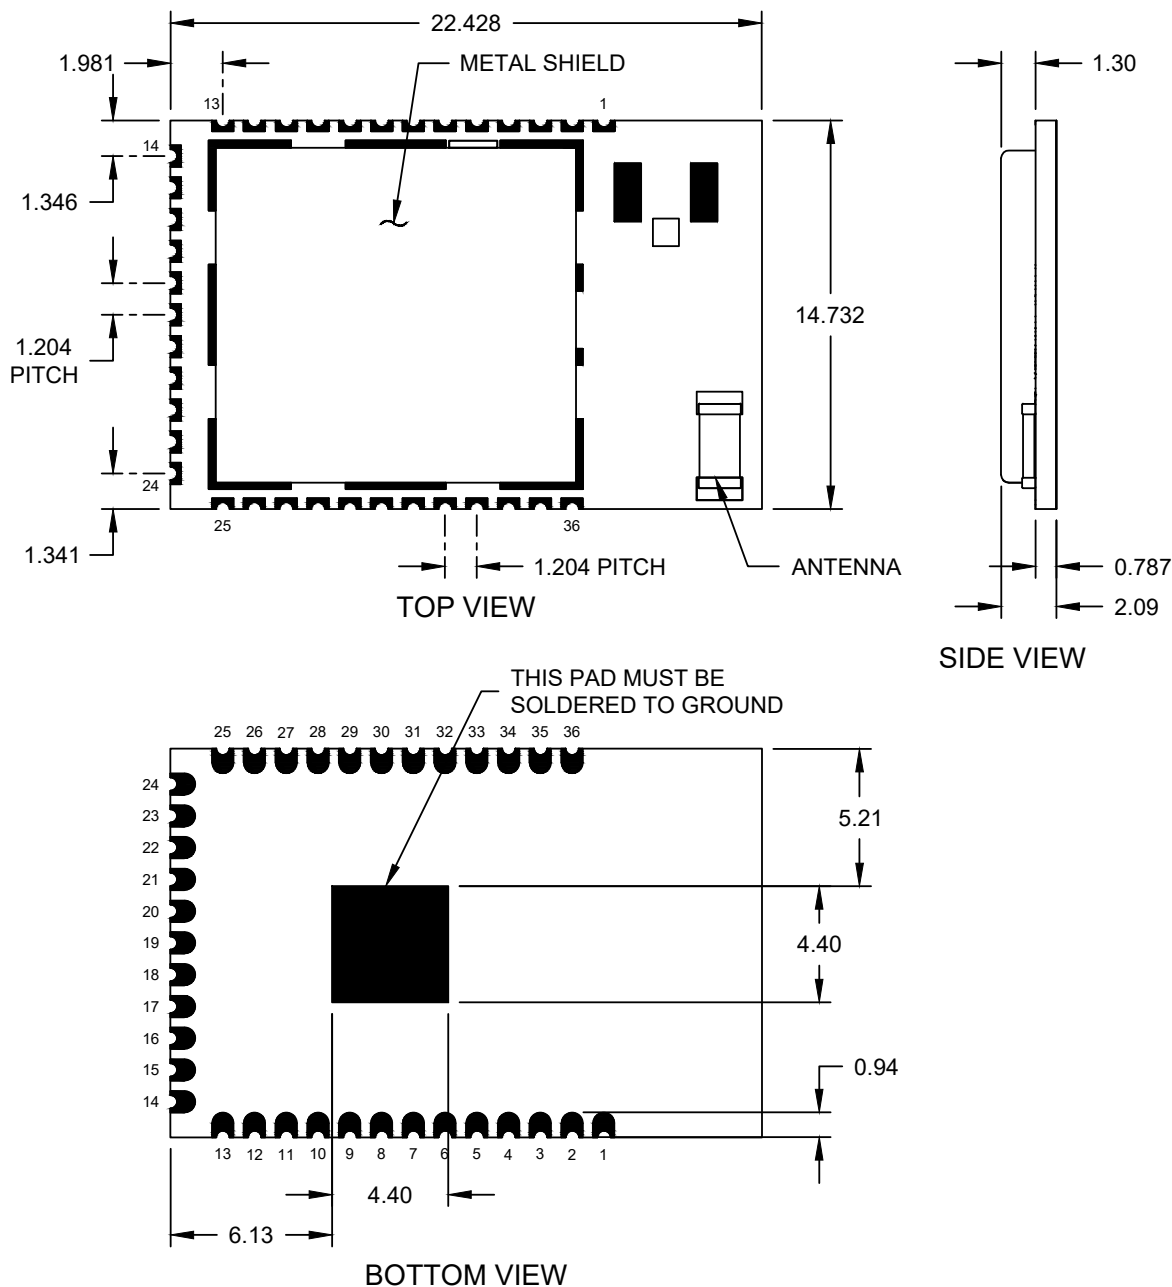 22.428
1.981
METAL SHIELD
1.30
13
1
14
1.346
14.732
1.204
PITCH
24
25
36
1.341
1.204 PITCH
ANTENNA
0.787
TOP VIEW
2.09
SIDE VIEW
THIS PAD MUST BE
SOLDERED TO GROUND
25 26 27 28 29 30 31 32 33 34 35 36
24
23
22
21
20
19
18
17
16
15
14
5.21
4.40
0.94
13 12 11 10 9 8 7 6 5 4 3 2 1
4.40
6.13
BOTTOM VIEW